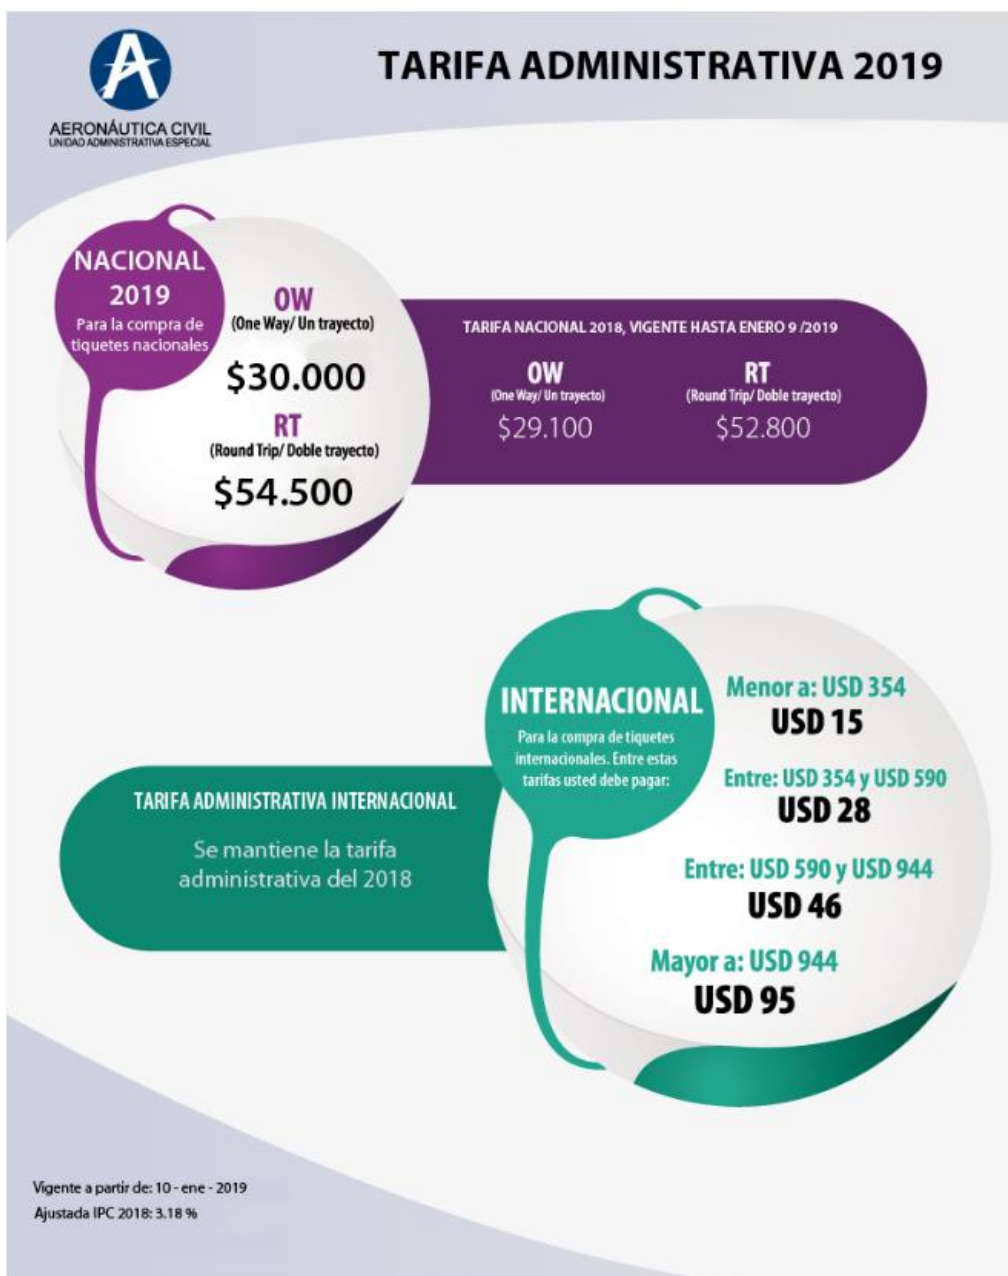 AERONÁUTICA CIVIL
UNIDAD ADMINISTRATIVA ESPECIAL
TARIFA ADMINISTRATIVA 2019
NACIONAL
2019
Para la compra de
tiquetes nacionales
OW
(One Way/ Un trayecto)
$30.000
RT
(Round Trip/ Doble trayecto)
$54.500
TARIFA NACIONAL 2018, VIGENTE HASTA ENERO 9 /2019
OW
(One Way/ Un trayecto)
$29.100
RT
(Round Trip/ Doble trayecto)
$52.800
INTERNACIONAL
Para la compra de tiquetes
internacionales. Entre estas
tarifas usted debe pagar:
Menor a: USD 354
USD 15
Entre: USD 354 y USD 590
USD 28
Entre: USD 590 y USD 944
USD 46
Mayor a: USD 944
USD 95
TARIFA ADMINISTRATIVA INTERNACIONAL
Se mantiene la tarifa
administrativa del 2018
Vigente a partir de: 10 - ene - 2019
Ajustada IPC 2018: 3.18 %